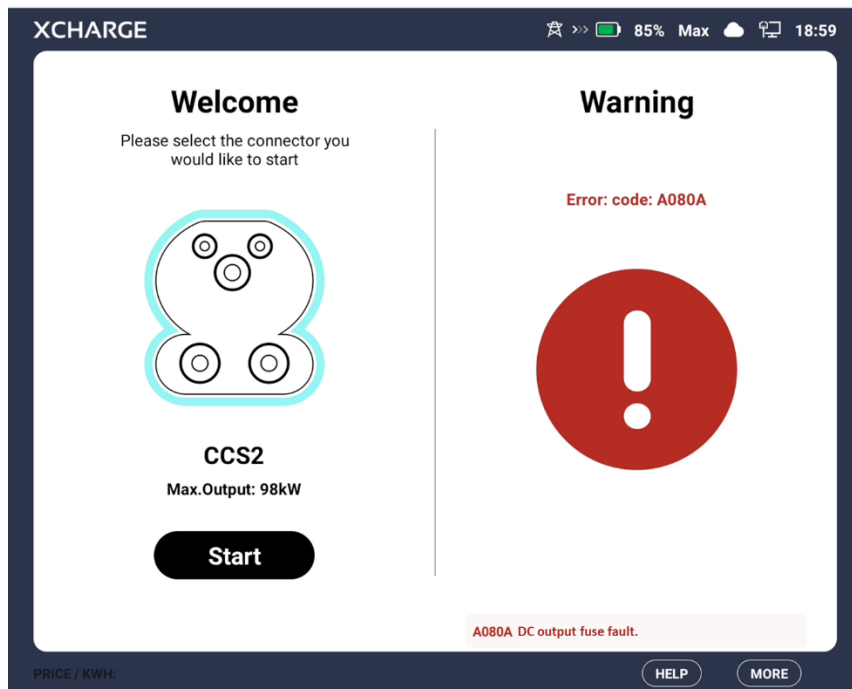 XCHARGE
85% Max 18:59
Welcome
Please select the connector you
would like to start
CCS2
Max.Output: 98kW
Start
Warning
Error: code: A080A
A080A DC output fuse fault.
PRICE / KWH:
HELP
MORE